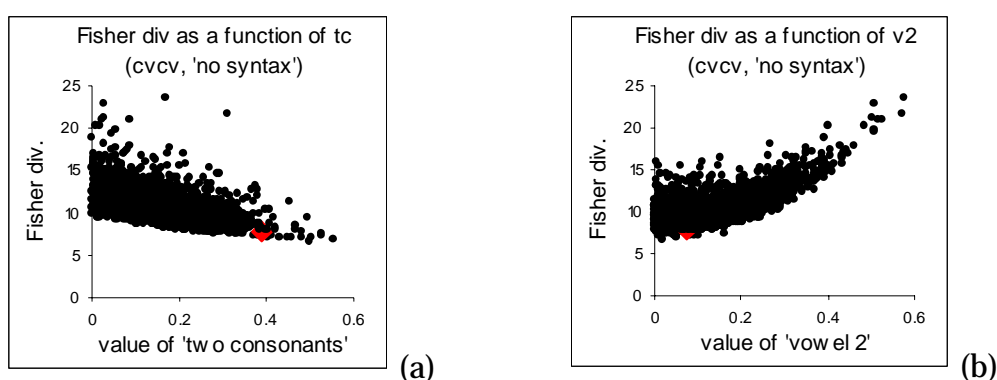 Fisher div as a function of tc
(cvcv, 'no syntax')
25
20
15
10
5
0
Fisher div.
0 0.2 0.4 0.6
value of 'two consonants'
(a)
Fisher div as a function of v2
(cvcv, 'no syntax')
25
20
15
10
5
0
Fisher div.
0 0.2 0.4 0.6
value of 'vowel 2'
(b)